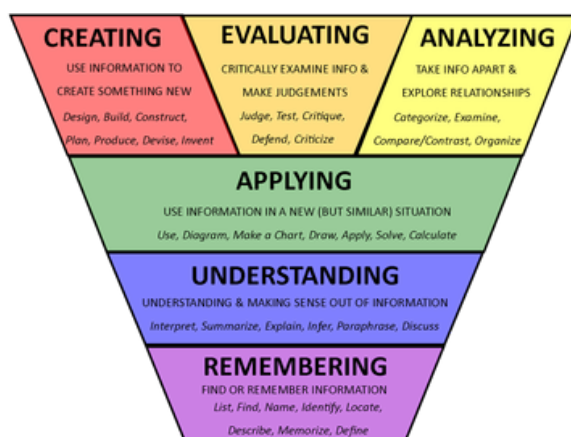 CREATING
USE INFORMATION TO
CREATE SOMETHING NEW
Design, Build, Construct,
Plan, Produce, Devise, Invent
EVALUATING
CRITICALLY EXAMINE INFO &
MAKE JUDGEMENTS
Judge, Test, Critique,
Defend, Criticize
ANALYZING
TAKE INFO APART &
EXPLORE RELATIONSHIPS
Categorize, Examine,
Compare/Contrast, Organize
APPLYING
USE INFORMATION IN A NEW (BUT SIMILAR) SITUATION
Use, Diagram, Make a Chart, Draw, Apply, Solve, Calculate
UNDERSTANDING
UNDERSTANDING & MAKING SENSE OUT OF INFORMATION
Interpret, Summarize, Explain, Infer, Paraphrase, Discuss
REMEMBERING
FIND OR REMEMBER INFORMATION
List, Find, Name, Identify, Locate,
Describe, Memorize, Define